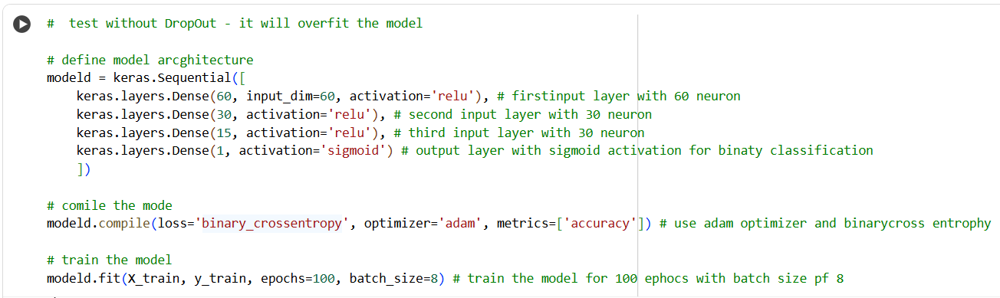 #  test without DropOut - it will overfit the model
# define model arcghitecture
modeld = keras.Sequential([
keras.layers.Dense(60, input_dim=60, activation='relu'), # firstinput layer with 60 neuron
keras.layers.Dense(30, activation='relu'), # second input layer with 30 neuron
keras.layers.Dense(15, activation='relu'), # third input layer with 30 neuron
keras.layers.Dense(1, activation='sigmoid') # output layer with sigmoid activation for binaty classification
])
# comile the mode
modeld.compile(loss='binary_crossentropy', optimizer='adam', metrics=['accuracy']) # use adam optimizer and binarycross entrophy
# train the model
modeld.fit(X_train, y_train, epochs=100, batch_size=8) # train the model for 100 ephocs with batch size pf 8